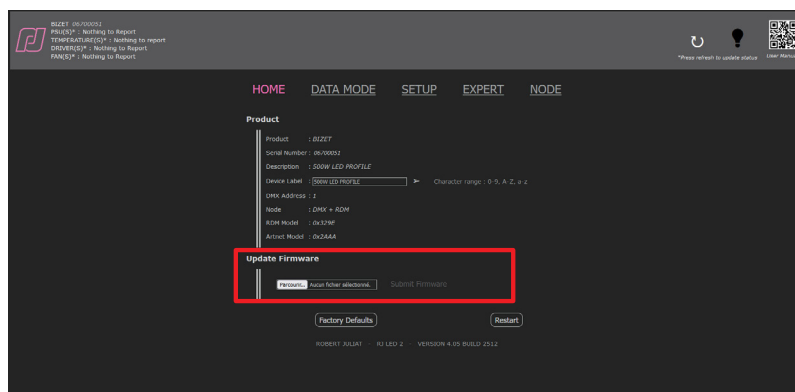 BIZET 06700051
PSU(S)* : Nothing to Report
TEMPERATURE(S)* : Nothing to report
DRIVER(S)* : Nothing to Report
FAN(S)* : Nothing to Report
*Press refresh to update status
User Manual
HOME DATA MODE SETUP EXPERT NODE
Product
Product : BIZET
Serial Number : 06700051
Description : 500W LED PROFILE
Device Label : 500W LED PROFILE ➤ Character range : 0-9, A-Z, a-z
DMX Address : 1
Node : DMX + RDM
RDM Model : 0x329E
Artnet Model : 0x2AAA
Update Firmware
Parcourir... Aucun fichier sélectionné. Submit Firmware
Factory Defaults Restart
ROBERT JULIAT - RJ LED 2 - VERSION 4.05 BUILD 2512